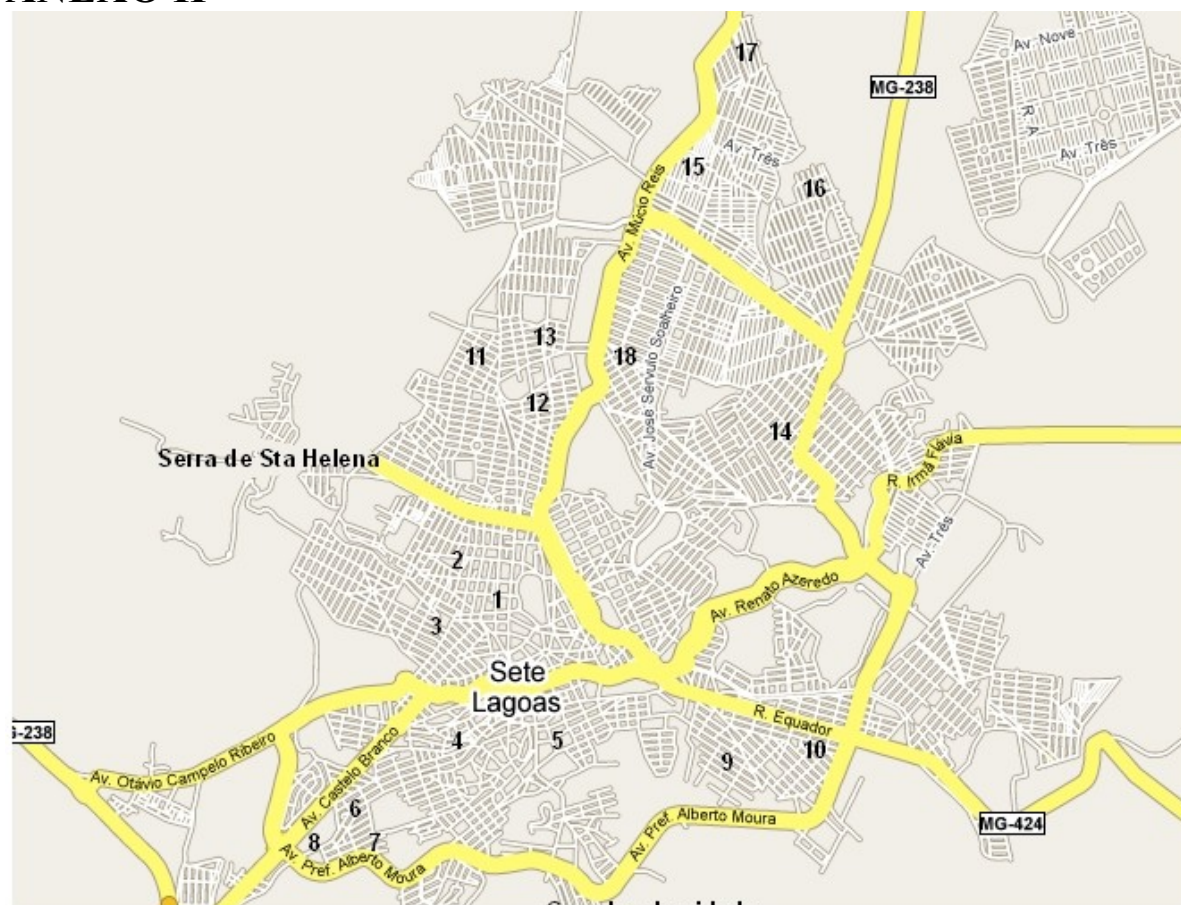 17
Av. Nove
MG-238
R. A
Av. Três
Av. Três
15
16
Av. Múcio Reis
13
11
18
Av. José Sérvulo Soalheiro
12
14
Serra de Sta Helena
R. Irmã Flávia
Av. Três
2
1
Av. Renato Azeredo
3
Sete
Lagoas
R. Equador
-238
4
5
10
9
Av. Otávio Campelo Ribeiro
Av. Castelo Branco
6
Av. Pref. Alberto Moura
MG-424
8
7
Av. Pref. Alberto Moura